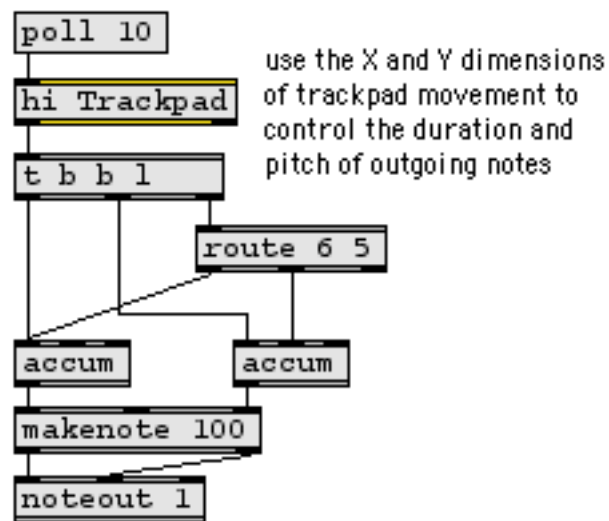 poll 10
use the X and Y dimensions
of trackpad movement to
control the duration and
pitch of outgoing notes
hi Trackpad
t b b l
route 6 5
accum
accum
makenote 100
noteout 1